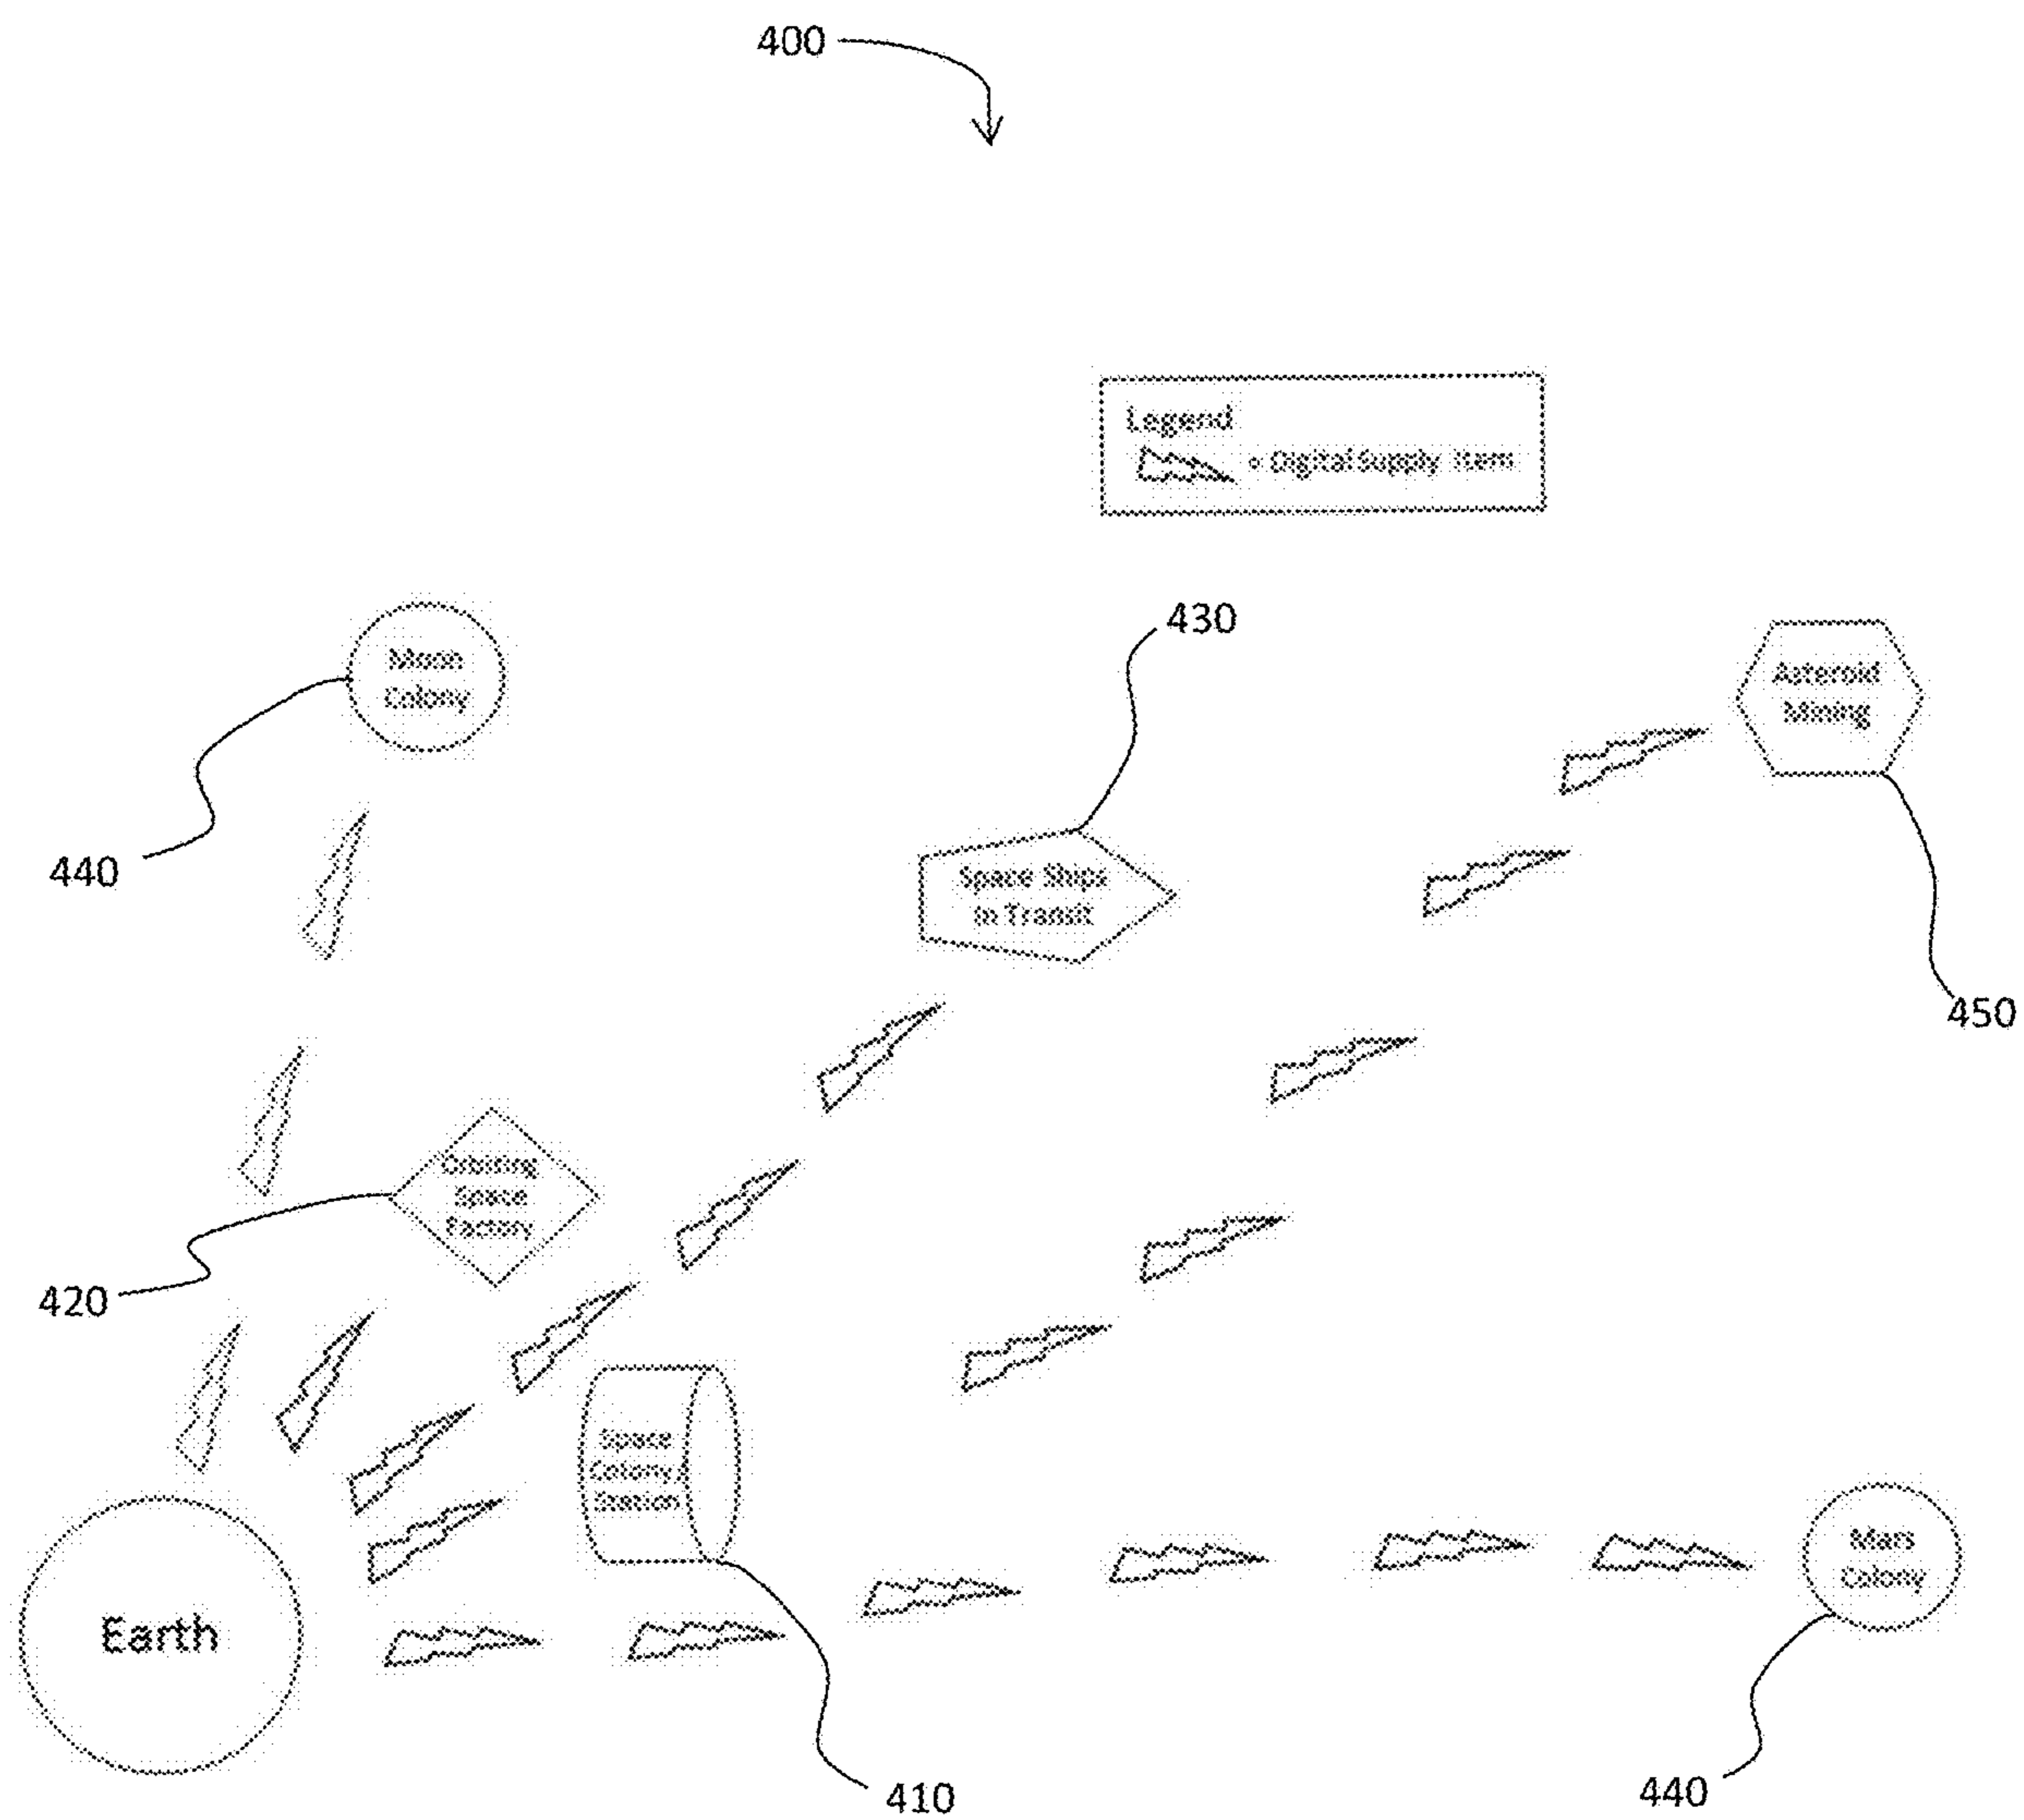 400
Legend
= Digital Supply Item
430
Moon
Colony
Asteroid
Mining
440
Space Ships
in Transit
450
Orbiting
Space
Factory
420
Space
Colony/
Station
Mars
Colony
Earth
410
440